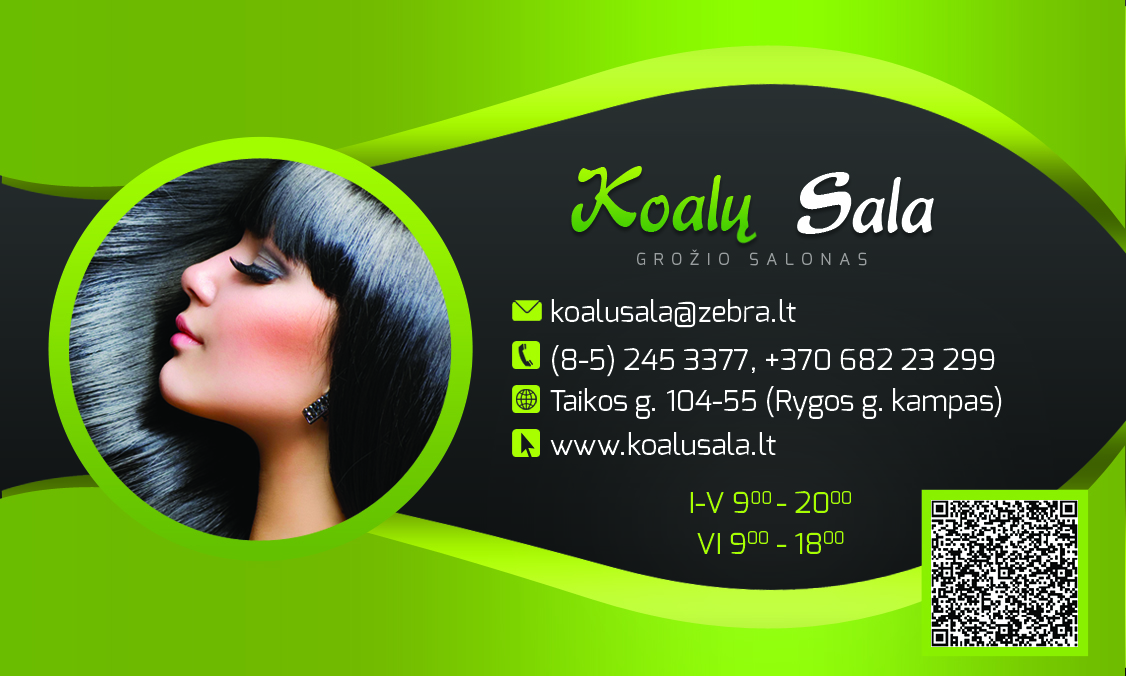 Koalų Sala
GROŽIO SALONAS
koalusala@zebra.lt
(8-5) 245 3377, +370 682 23 299
Taikos g. 104-55 (Rygos g. kampas)
www.koalusala.lt
I-V 9⁰⁰ - 20⁰⁰
VI 9⁰⁰ - 18⁰⁰